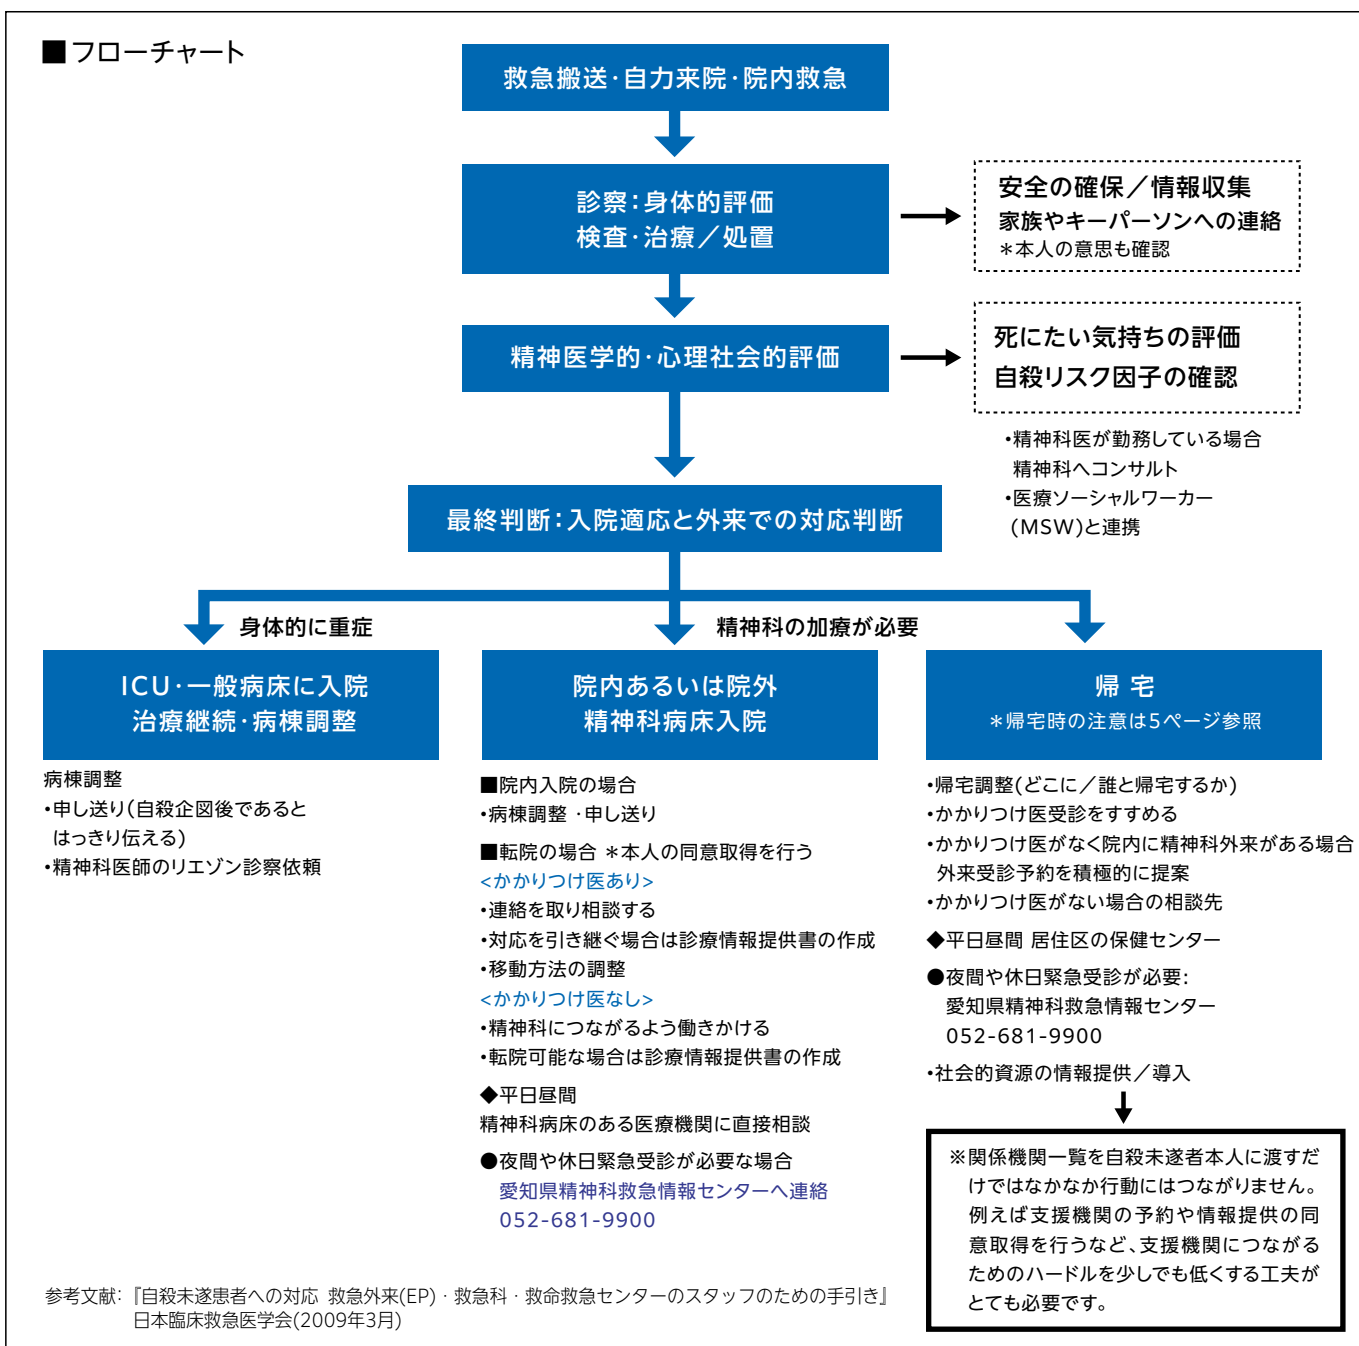 ■フローチャート
救急搬送・自力来院・院内救急
診察：身体的評価
検査・治療／処置
安全の確保／情報収集
家族やキーパーソンへの連絡
＊本人の意思も確認
精神医学的・心理社会的評価
死にたい気持ちの評価
自殺リスク因子の確認
・精神科医が勤務している場合
精神科へコンサルト
・医療ソーシャルワーカー
(MSW)と連携
最終判断：入院適応と外来での対応判断
身体的に重症
精神科の加療が必要
ICU・一般病床に入院
治療継続・病棟調整
病棟調整
・申し送り(自殺企図後であると
はっきり伝える)
・精神科医師のリエゾン診察依頼
院内あるいは院外
精神科病床入院
■院内入院の場合
・病棟調整 ・申し送り
■転院の場合 ＊本人の同意取得を行う
<かかりつけ医あり>
・連絡を取り相談する
・対応を引き継ぐ場合は診療情報提供書の作成
・移動方法の調整
<かかりつけ医なし>
・精神科につながるよう働きかける
・転院可能な場合は診療情報提供書の作成
◆平日昼間
精神科病床のある医療機関に直接相談
●夜間や休日緊急受診が必要な場合
愛知県精神科救急情報センターへ連絡
052-681-9900
帰 宅
＊帰宅時の注意は5ページ参照
・帰宅調整(どこに／誰と帰宅するか)
・かかりつけ医受診をすすめる
・かかりつけ医がなく院内に精神科外来がある場合
外来受診予約を積極的に提案
・かかりつけ医がない場合の相談先
◆平日昼間 居住区の保健センター
●夜間や休日緊急受診が必要：
愛知県精神科救急情報センター
052-681-9900
・社会的資源の情報提供／導入
※関係機関一覧を自殺未遂者本人に渡すだ
けではなかなか行動にはつながりません。
例えば支援機関の予約や情報提供の同
意取得を行うなど、支援機関につながる
ためのハードルを少しでも低くする工夫が
とても必要です。
参考文献：『自殺未遂患者への対応 救急外来(EP)・救急科・救命救急センターのスタッフのための手引き』
日本臨床救急医学会(2009年3月)